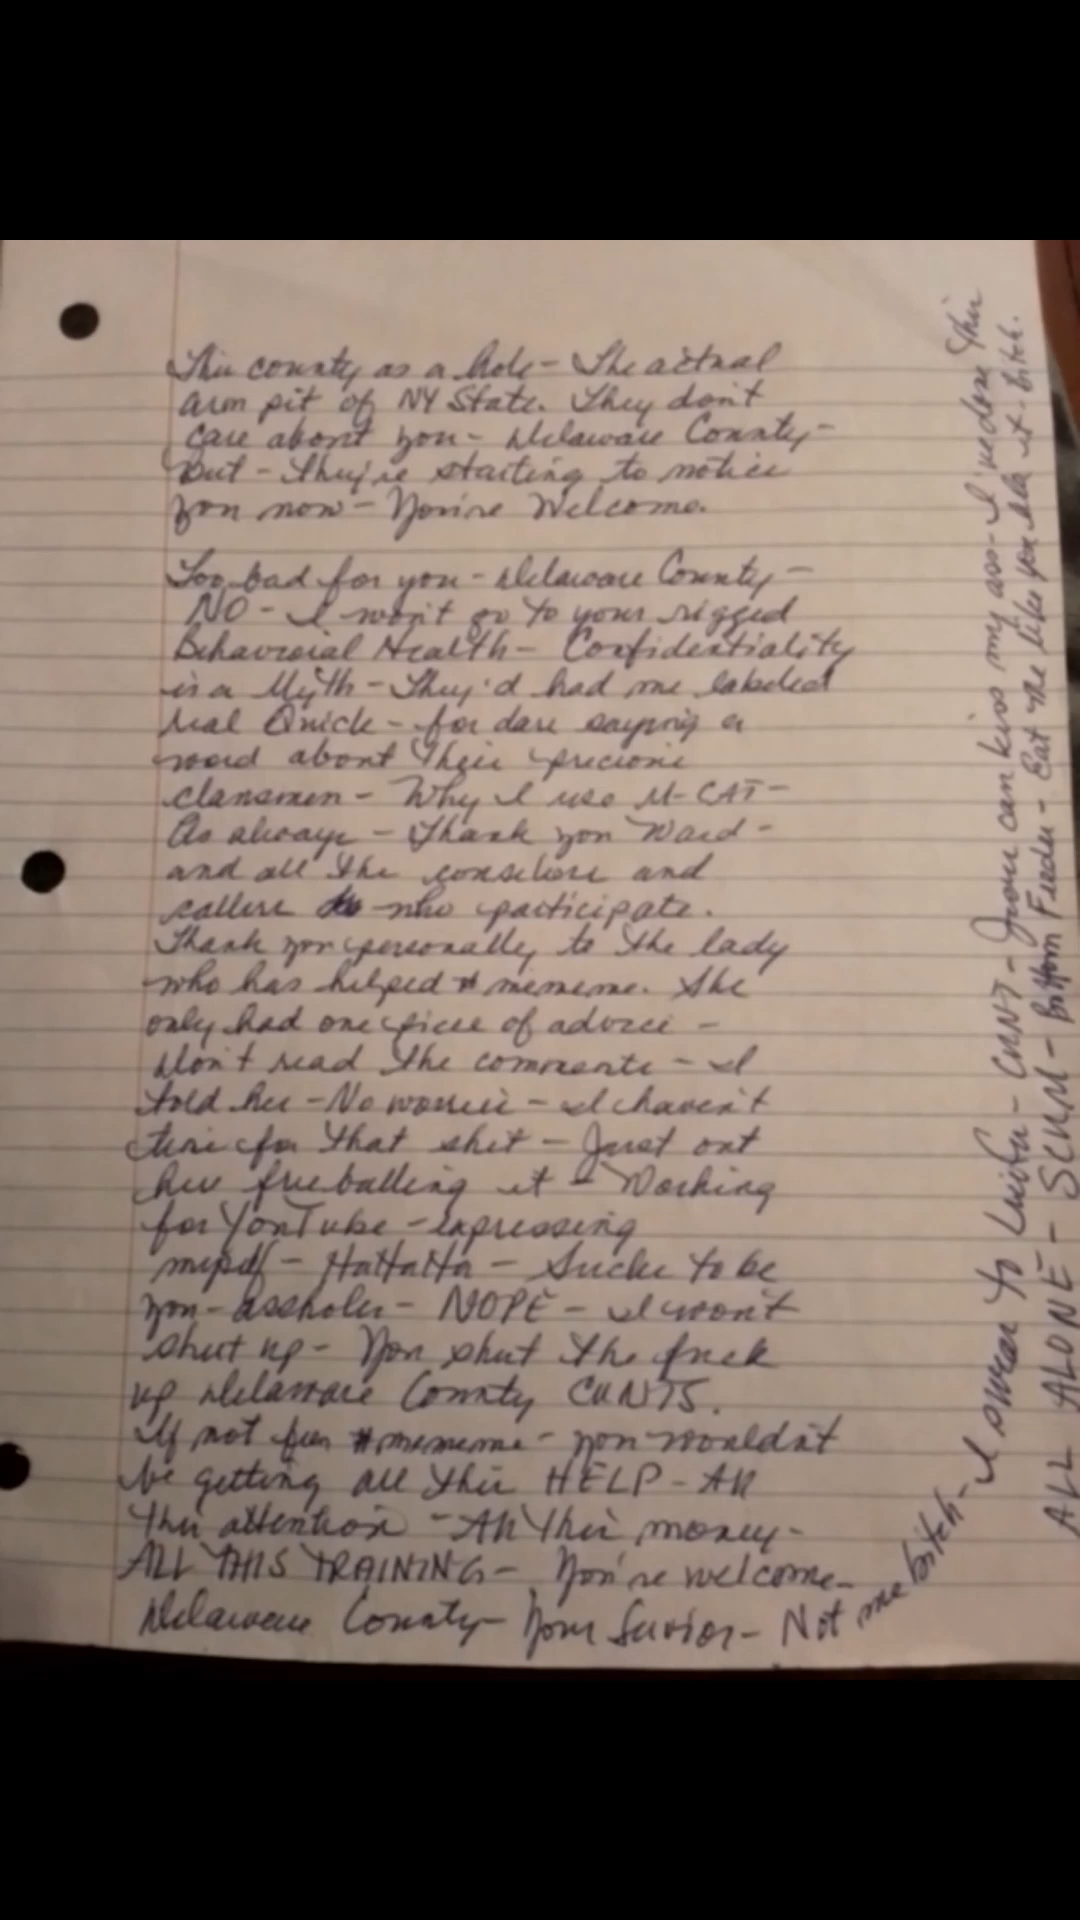 This county as a hole - The actual
arm pit of NY State. They don't
care about you - Delaware County -
But - they're starting to notice
you now - You're Welcome.
Too bad for you - Delaware County -
NO - I won't go to your rigged
Behavioral Health - Confidentiality
is a Myth - They'd had me labeled
real Quick - for dare saying a
word about their precious
clansmen - Why I use M-CAT -
As always - Thank you Ward -
and all the conselors and
callers who participate.
Thank you personally to the lady
who has helped # mememe. She
only had one piece of advice -
Don't read the comments - I
told her - No worries - I haven't
time for that shit - Just out
here freeballing it - Working
for YouTube - expressing
myself - HaHaHa - Sucks to be
you - assholes - NOPE - I won't
shut up - You shut the fuck
up Delaware County CUNTS.
If not for #mememe - you wouldn't
be getting all this HELP - All
this attention - All this money -
ALL THIS TRAINING - You're welcome -
Delaware County - Your Savior - Not me bitch - I swear to CUNT - you can kiss my ass - I've done this
ALL ALONE - SCUM - Bottom Feeder - Eat me like you it - bitch.